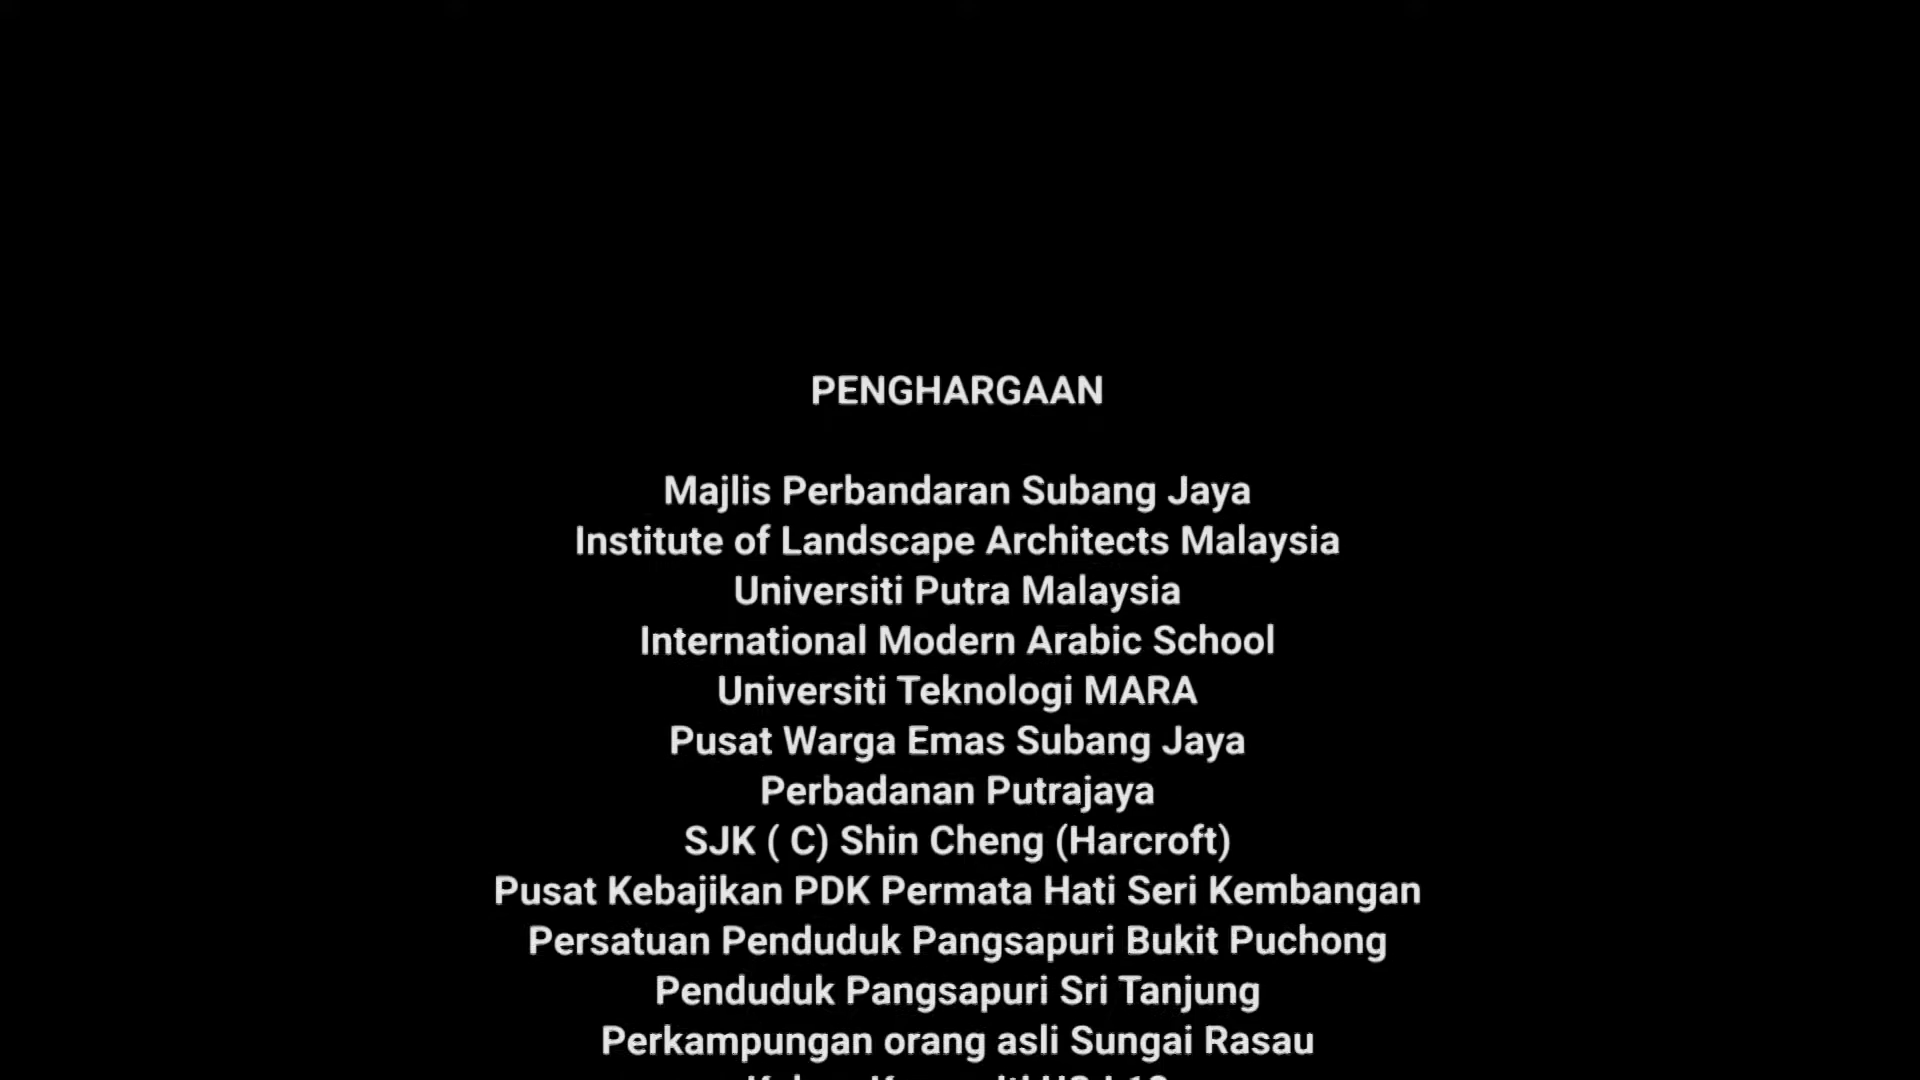 PENGHARGAAN
Majlis Perbandaran Subang Jaya
Institute of Landscape Architects Malaysia
Universiti Putra Malaysia
International Modern Arabic School
Universiti Teknologi MARA
Pusat Warga Emas Subang Jaya
Perbadanan Putrajaya
SJK ( C) Shin Cheng (Harcroft)
Pusat Kebajikan PDK Permata Hati Seri Kembangan
Persatuan Penduduk Pangsapuri Bukit Puchong
Penduduk Pangsapuri Sri Tanjung
Perkampungan orang asli Sungai Rasau